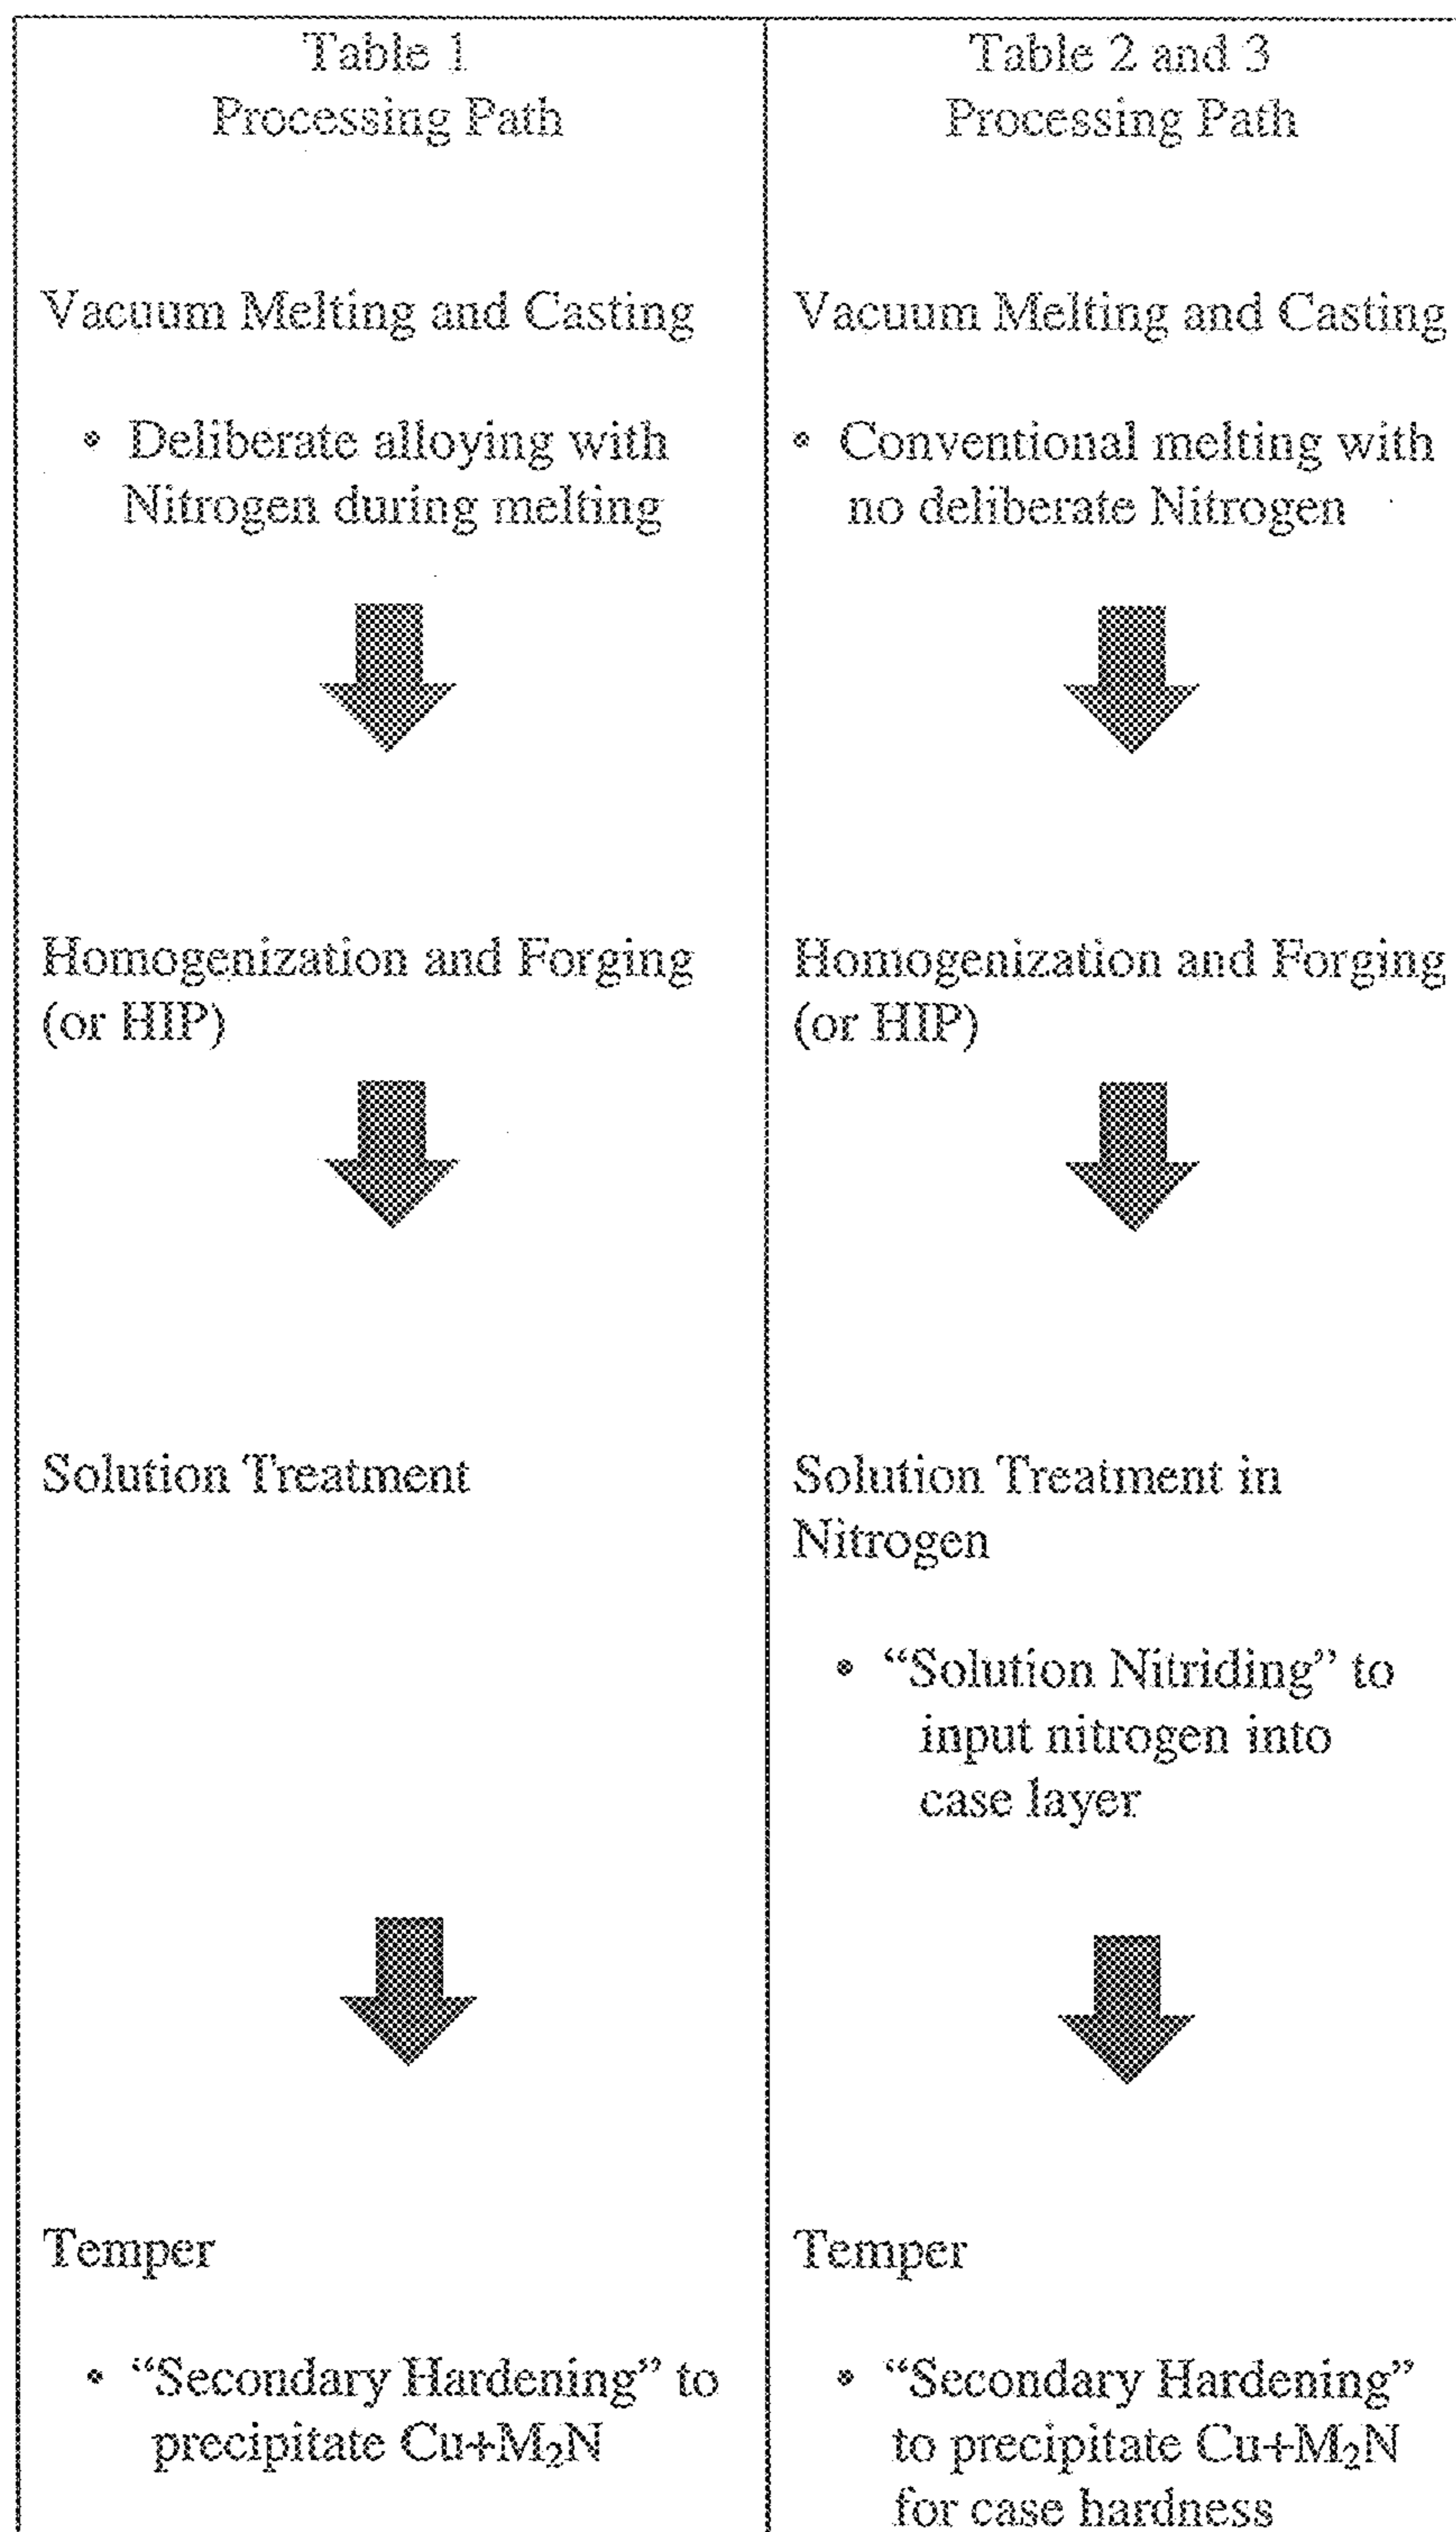 Table 1
Processing Path
Vacuum Melting and Casting
• Deliberate alloying with
Nitrogen during melting
Homogenization and Forging
(or HIP)
Solution Treatment
Temper
• “Secondary Hardening” to
precipitate Cu+M₂N
Table 2 and 3
Processing Path
Vacuum Melting and Casting
• Conventional melting with
no deliberate Nitrogen
Homogenization and Forging
(or HIP)
Solution Treatment in
Nitrogen
• “Solution Nitriding” to
input nitrogen into
case layer
Temper
• “Secondary Hardening”
to precipitate Cu+M₂N
for case hardness